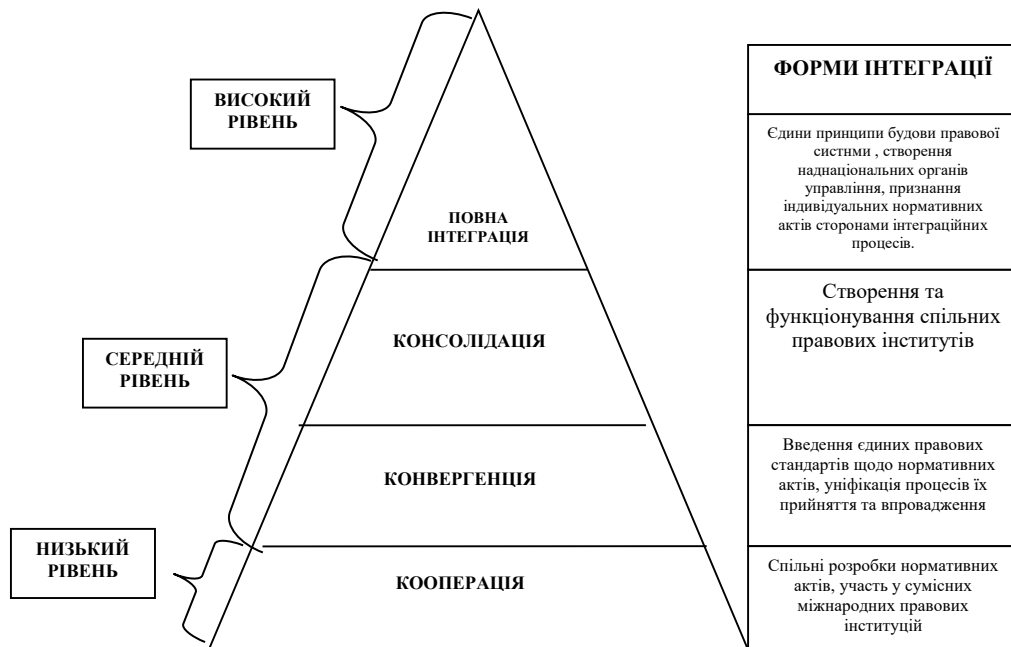 ВИСОКИЙ
РІВЕНЬ
ПОВНА
ІНТЕГРАЦІЯ
СЕРЕДНІЙ
РІВЕНЬ
КОНСОЛІДАЦІЯ
КОНВЕРГЕНЦІЯ
НИЗЬКИЙ
РІВЕНЬ
КООПЕРАЦІЯ
ФОРМИ ІНТЕГРАЦІЇ
Єдини принципи будови правової
систнми , створення
наднаціональних органів
управління, признання
індивідуальних нормативних
актів сторонами інтеграційних
процесів.
Створення та
функціонування спільних
правових інститутів
Введення єдиних правових
стандартів щодо нормативних
актів, уніфікація процесів їх
прийняття та впровадження
Спільні розробки нормативних
актів, участь у сумісних
міжнародних правових
інституцій